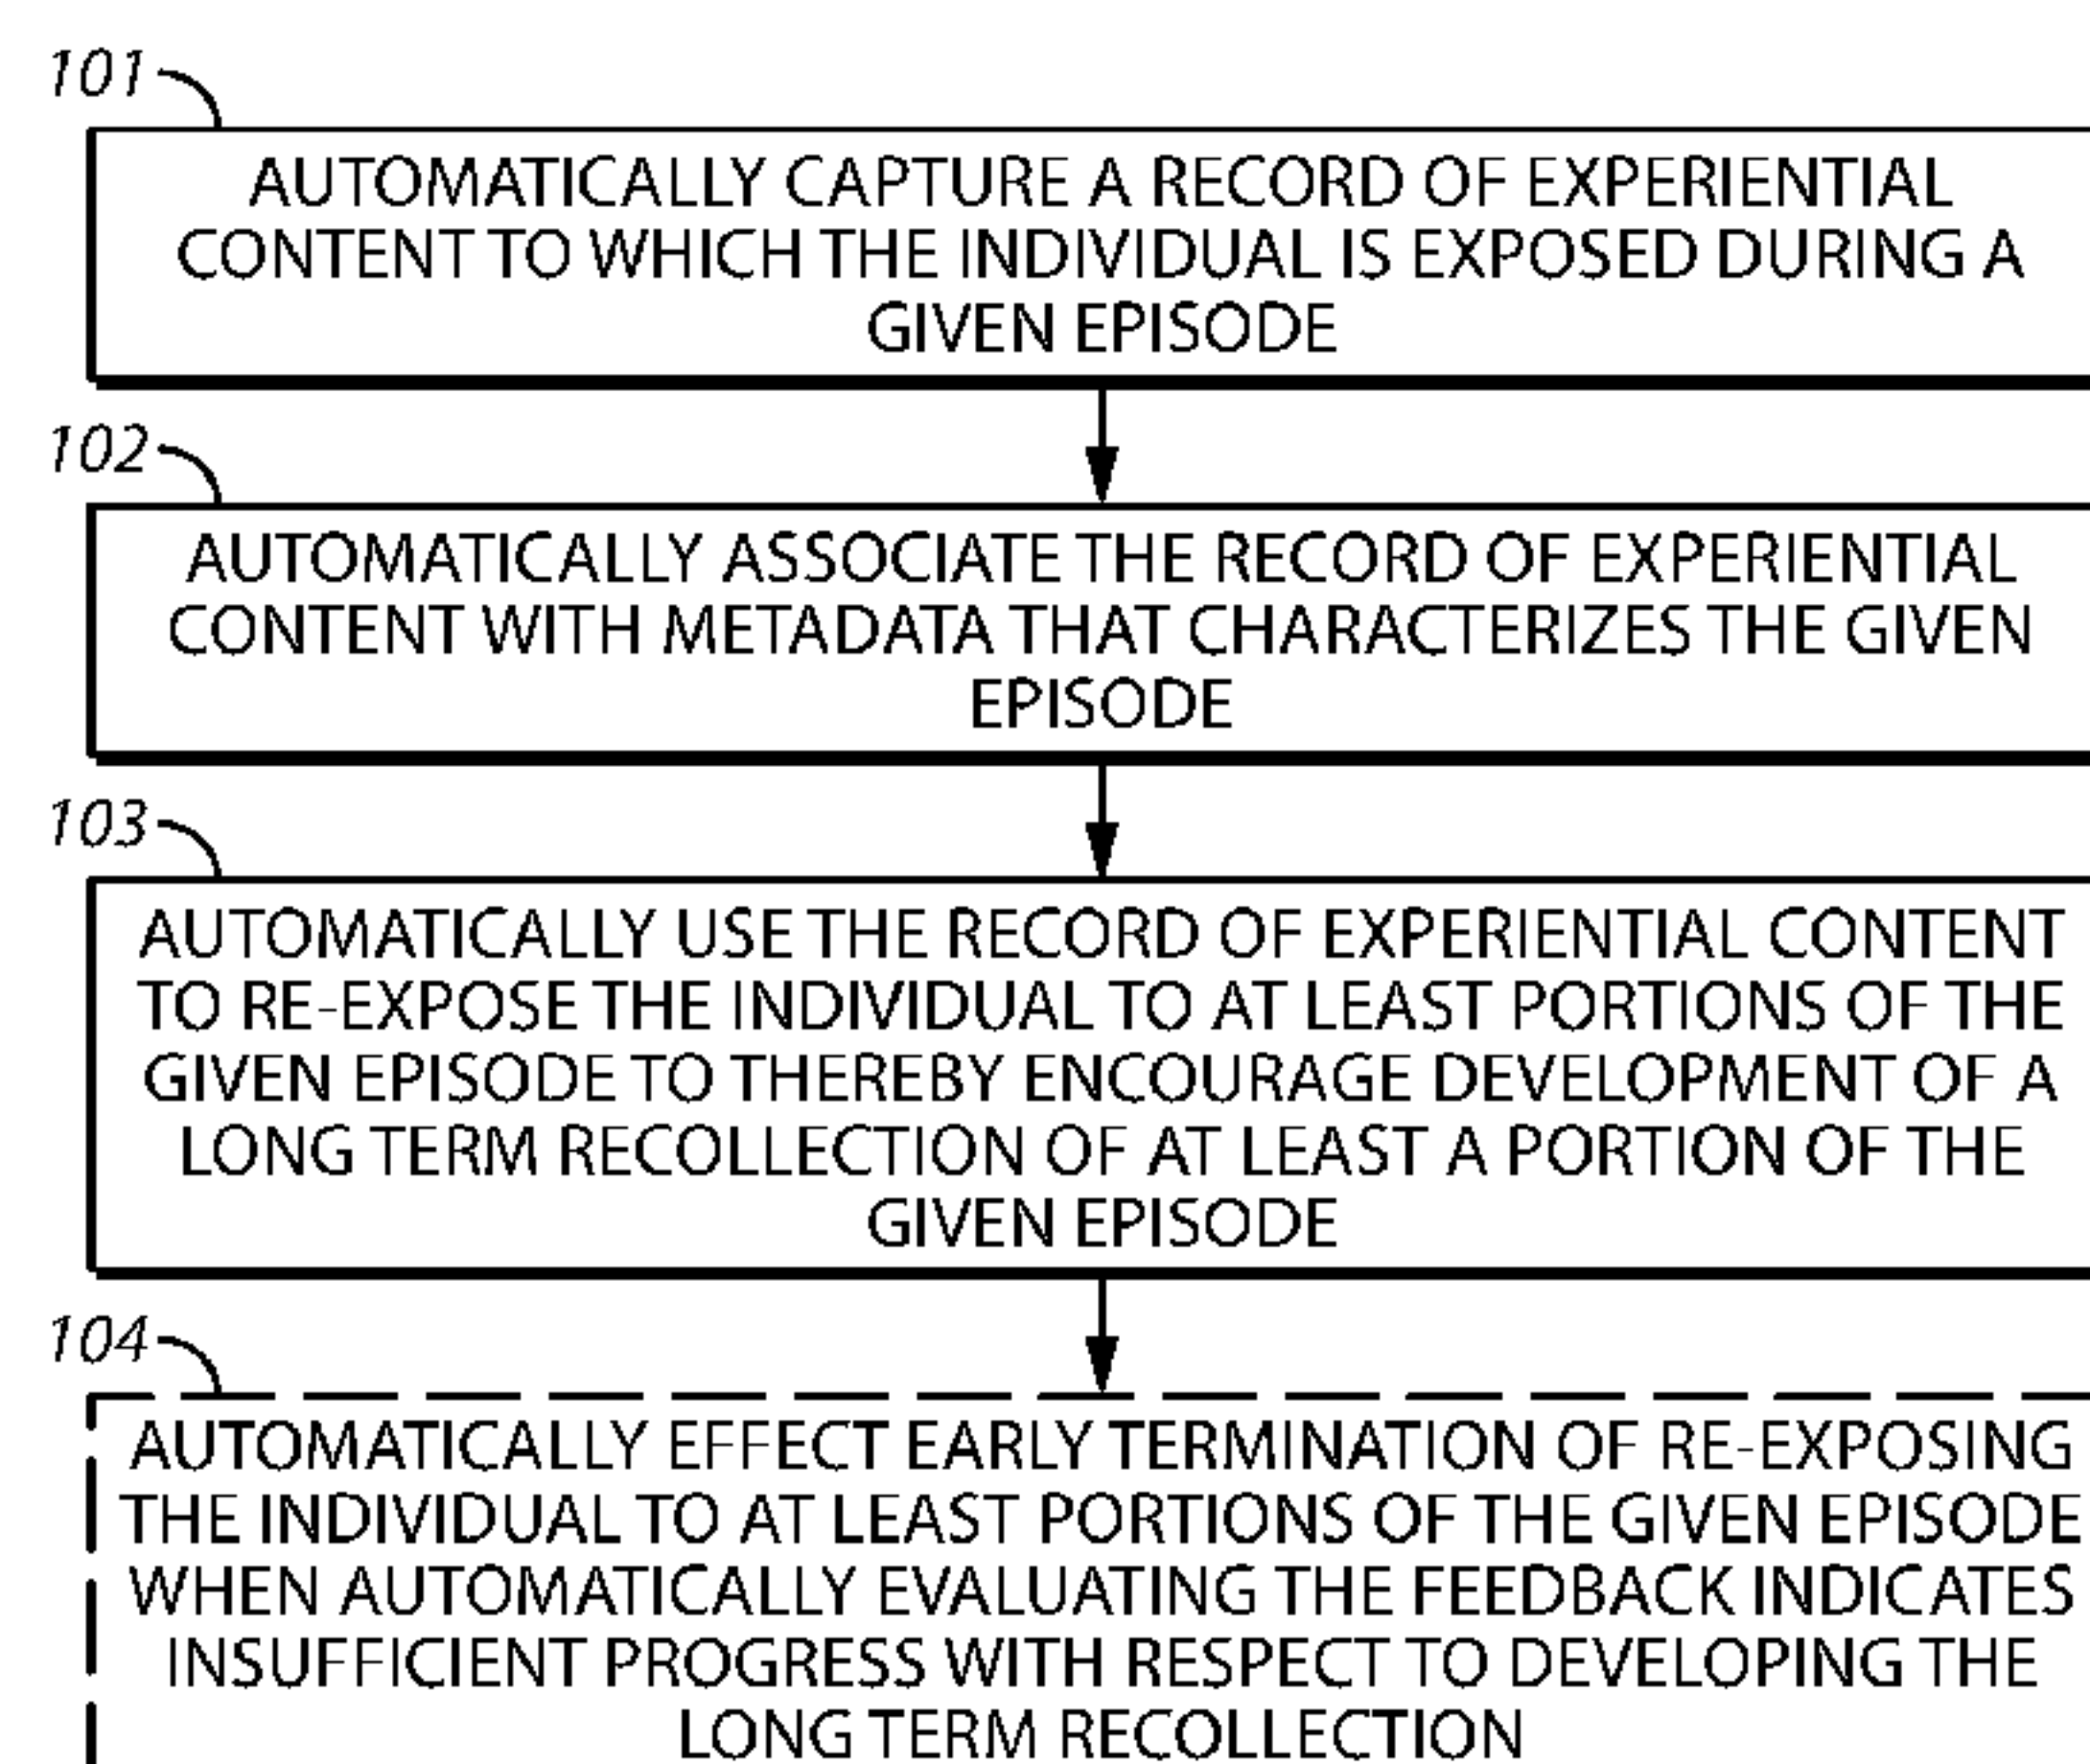 101
AUTOMATICALLY CAPTURE A RECORD OF EXPERIENTIAL
CONTENT TO WHICH THE INDIVIDUAL IS EXPOSED DURING A
GIVEN EPISODE
102
AUTOMATICALLY ASSOCIATE THE RECORD OF EXPERIENTIAL
CONTENT WITH METADATA THAT CHARACTERIZES THE GIVEN
EPISODE
103
AUTOMATICALLY USE THE RECORD OF EXPERIENTIAL CONTENT
TO RE-EXPOSE THE INDIVIDUAL TO AT LEAST PORTIONS OF THE
GIVEN EPISODE TO THEREBY ENCOURAGE DEVELOPMENT OF A
LONG TERM RECOLLECTION OF AT LEAST A PORTION OF THE
GIVEN EPISODE
104
AUTOMATICALLY EFFECT EARLY TERMINATION OF RE-EXPOSING
THE INDIVIDUAL TO AT LEAST PORTIONS OF THE GIVEN EPISODE
WHEN AUTOMATICALLY EVALUATING THE FEEDBACK INDICATES
INSUFFICIENT PROGRESS WITH RESPECT TO DEVELOPING THE
LONG TERM RECOLLECTION